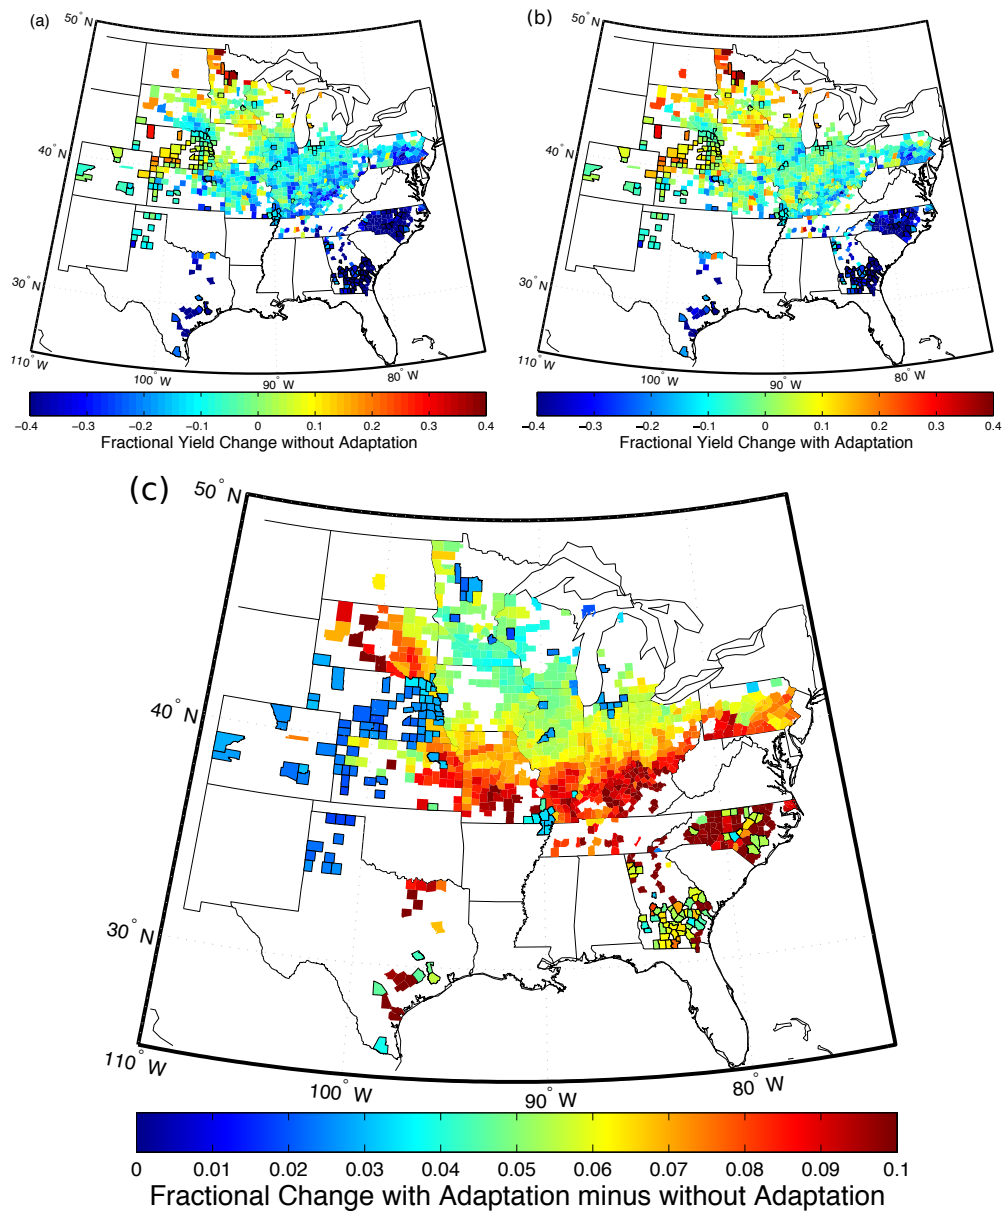 (a)
50° N
40° N
30° N
110° W
100° W
90° W
80° W
−0.4 −0.3 −0.2 −0.1 0 0.1 0.2 0.3 0.4
Fractional Yield Change without Adaptation
(b)
50° N
40° N
30° N
110° W
100° W
90° W
80° W
−0.4 −0.3 −0.2 −0.1 0 0.1 0.2 0.3 0.4
Fractional Yield Change with Adaptation
(c)
50° N
40° N
30° N
110° W
100° W
90° W
80° W
0 0.01 0.02 0.03 0.04 0.05 0.06 0.07 0.08 0.09 0.1
Fractional Change with Adaptation minus without Adaptation